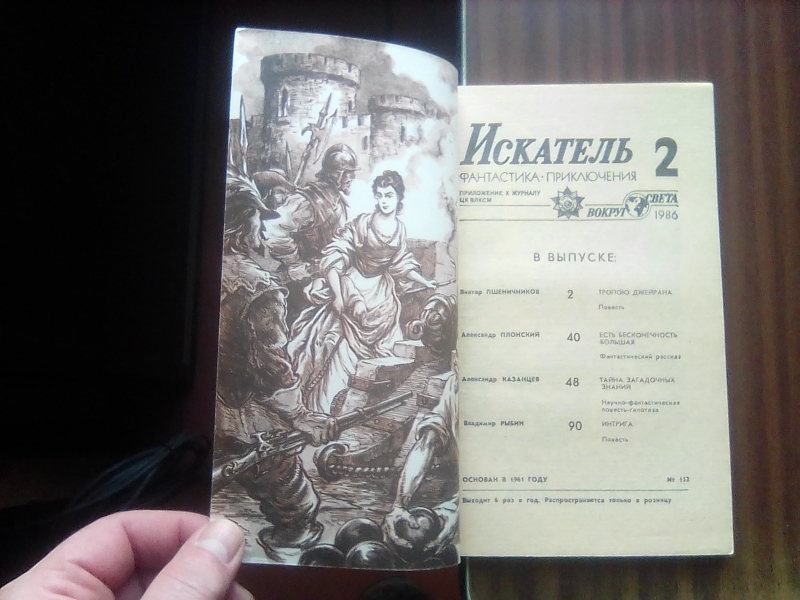 ИСКАТЕЛЬ 2
ФАНТАСТИКА • ПРИКЛЮЧЕНИЯ
ПРИЛОЖЕНИЕ К ЖУРНАЛУ
ЦК ВЛКСМ
ВОКРУГ СВЕТА
1986
В ВЫПУСКЕ:
Виктор ПШЕНИЧНИКОВ 2 ТРОПОЮ ДЖЕЙРАНА
Повесть
Александр ПЛОНСКИЙ 40 ЕСТЬ БЕСКОНЕЧНОСТЬ
БОЛЬШАЯ
Фантастический рассказ
Александр КАЗАНЦЕВ 48 ТАЙНА ЗАГАДОЧНЫХ
ЗНАНИЙ
Научно-фантастическая
повесть-гипотеза
Владимир РЫБИН 90 ИНТРИГА
Повесть
ОСНОВАН В 1961 ГОДУ № 152
Выходит 6 раз в год. Распространяется только в розницу